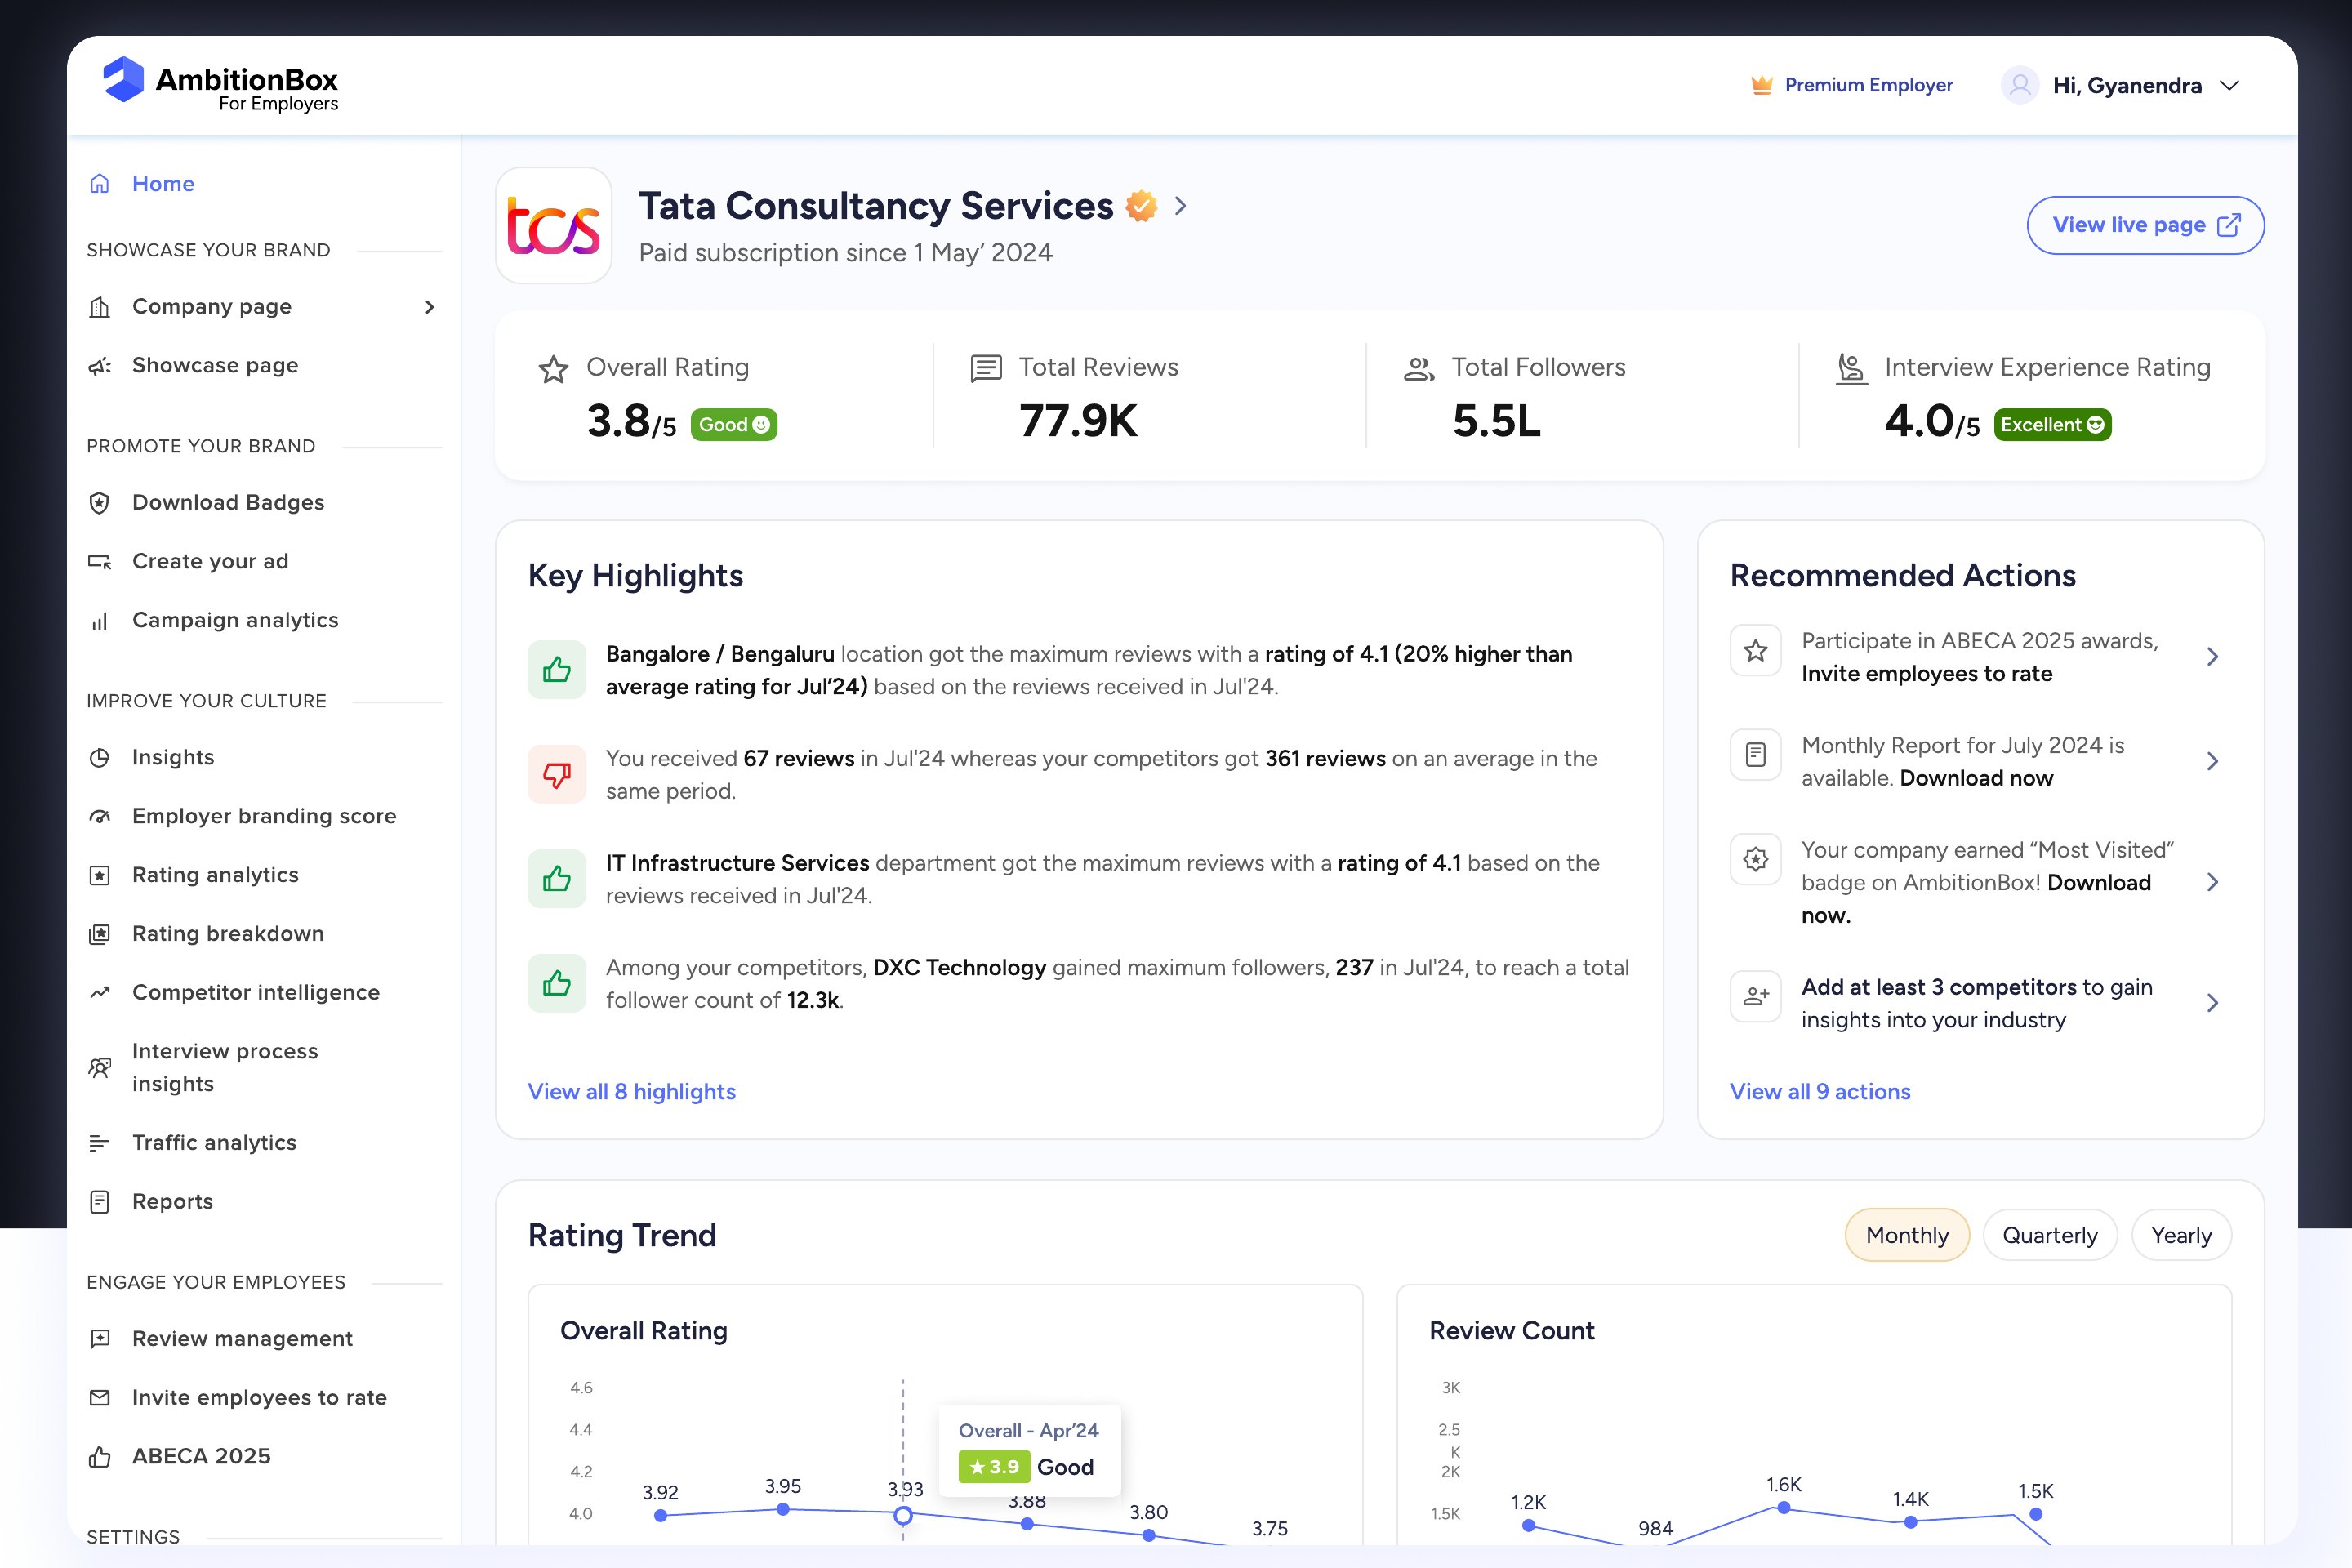 AmbitionBox
For Employers
Premium Employer
Hi, Gyanendra
Home
SHOWCASE YOUR BRAND
Company page
Showcase page
PROMOTE YOUR BRAND
Download Badges
Create your ad
Campaign analytics
IMPROVE YOUR CULTURE
Insights
Employer branding score
Rating analytics
Rating breakdown
Competitor intelligence
Interview process
insights
Traffic analytics
Reports
ENGAGE YOUR EMPLOYEES
Review management
Invite employees to rate
ABECA 2025
SETTINGS
tcs
Tata Consultancy Services
Paid subscription since 1 May’ 2024
View live page
Overall Rating
3.8/5 Good
Total Reviews
77.9K
Total Followers
5.5L
Interview Experience Rating
4.0/5 Excellent
Key Highlights
Bangalore / Bengaluru location got the maximum reviews with a rating of 4.1 (20% higher than
average rating for Jul’24) based on the reviews received in Jul'24.
You received 67 reviews in Jul'24 whereas your competitors got 361 reviews on an average in the
same period.
IT Infrastructure Services department got the maximum reviews with a rating of 4.1 based on the
reviews received in Jul'24.
Among your competitors, DXC Technology gained maximum followers, 237 in Jul'24, to reach a total
follower count of 12.3k.
View all 8 highlights
Recommended Actions
Participate in ABECA 2025 awards,
Invite employees to rate
Monthly Report for July 2024 is
available. Download now
Your company earned “Most Visited”
badge on AmbitionBox! Download
now.
Add at least 3 competitors to gain
insights into your industry
View all 9 actions
Rating Trend
Monthly
Quarterly
Yearly
Overall Rating
4.6
4.4
4.2
4.0
3.92
3.95
3.93
3.88
3.80
3.75
Overall - Apr’24
3.9 Good
Review Count
3K
2.5
K
2K
1.5K
1.2K
984
1.6K
1.4K
1.5K